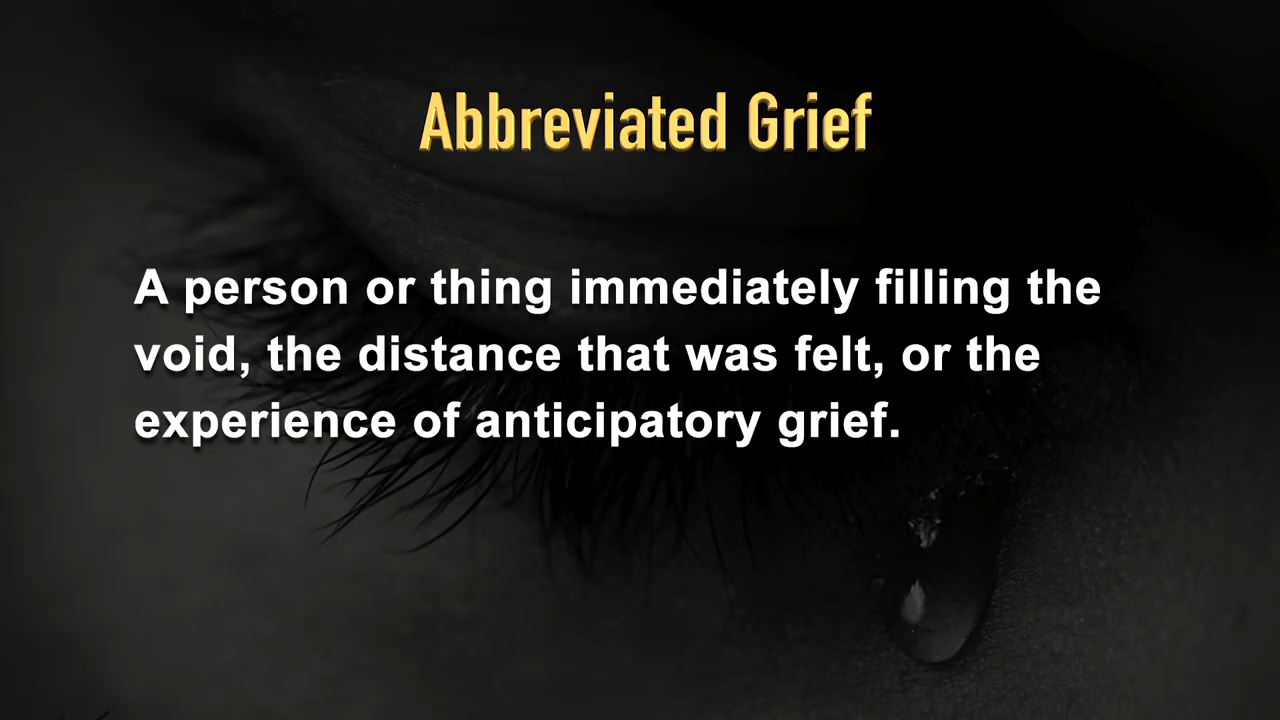 Abbreviated Grief
A person or thing immediately filling the
void, the distance that was felt, or the
experience of anticipatory grief.